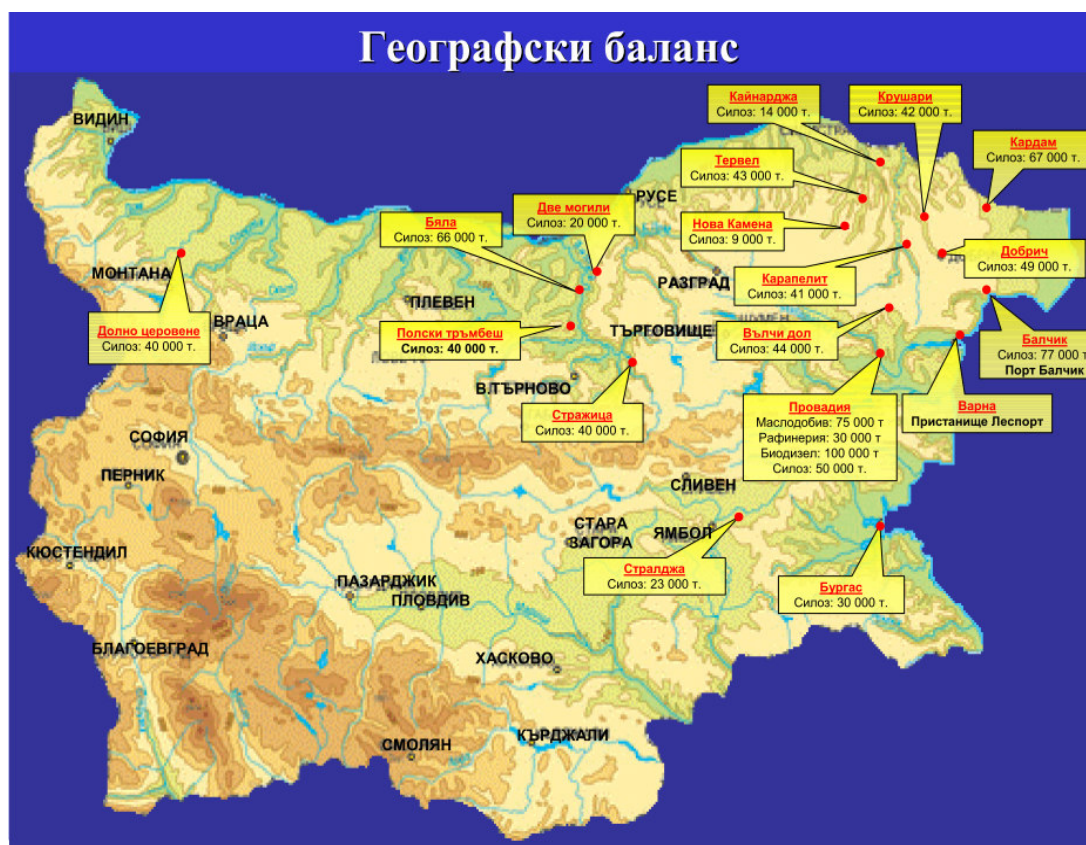 Географски баланс
Кайнарджа
Силоз: 14 000 т.
Крушари
Силоз: 42 000 т.
Кардам
Силоз: 67 000 т.
ВИДИН
Тервел
Силоз: 43 000 т.
РУСЕ
Две могили
Силоз: 20 000 т.
Бяла
Силоз: 66 000 т.
Нова Камена
Силоз: 9 000 т.
Добрич
Силоз: 49 000 т.
МОНТАНА
РАЗГРАД
Карапелит
Силоз: 41 000 т.
ПЛЕВЕН
Долно церовене
Силоз: 40 000 т.
ВРАЦА
Полски тръмбеш
Силоз: 40 000 т.
ТЪРГОВИЩЕ
Вълчи дол
Силоз: 44 000 т.
Балчик
Силоз: 77 000 т
Порт Балчик
В.ТЪРНОВО
Стражица
Силоз: 40 000 т.
Провадия
Маслодобив: 75 000 т
Рафинерия: 30 000 т
Биодизел: 100 000 т
Силоз: 50 000 т.
Варна
Пристанище Леспорт
СОФИЯ
ПЕРНИК
СЛИВЕН
СТАРА
ЗАГОРА
ЯМБОЛ
КЮСТЕНДИЛ
Стралджа
Силоз: 23 000 т.
Бургас
Силоз: 30 000 т.
ПАЗАРДЖИК
ПЛОВДИВ
БЛАГОЕВГРАД
ХАСКОВО
КЪРДЖАЛИ
СМОЛЯН